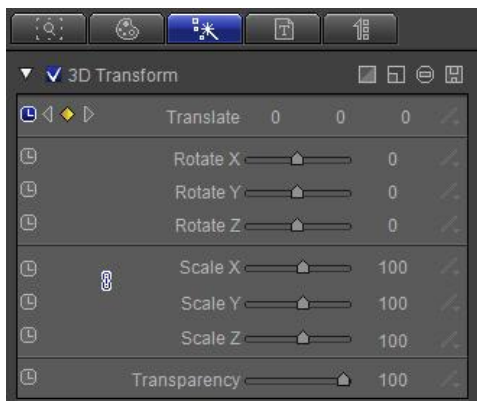 T
3D Transform
Translate 0 0 0
Rotate X 0
Rotate Y 0
Rotate Z 0
Scale X 100
Scale Y 100
Scale Z 100
Transparency 100